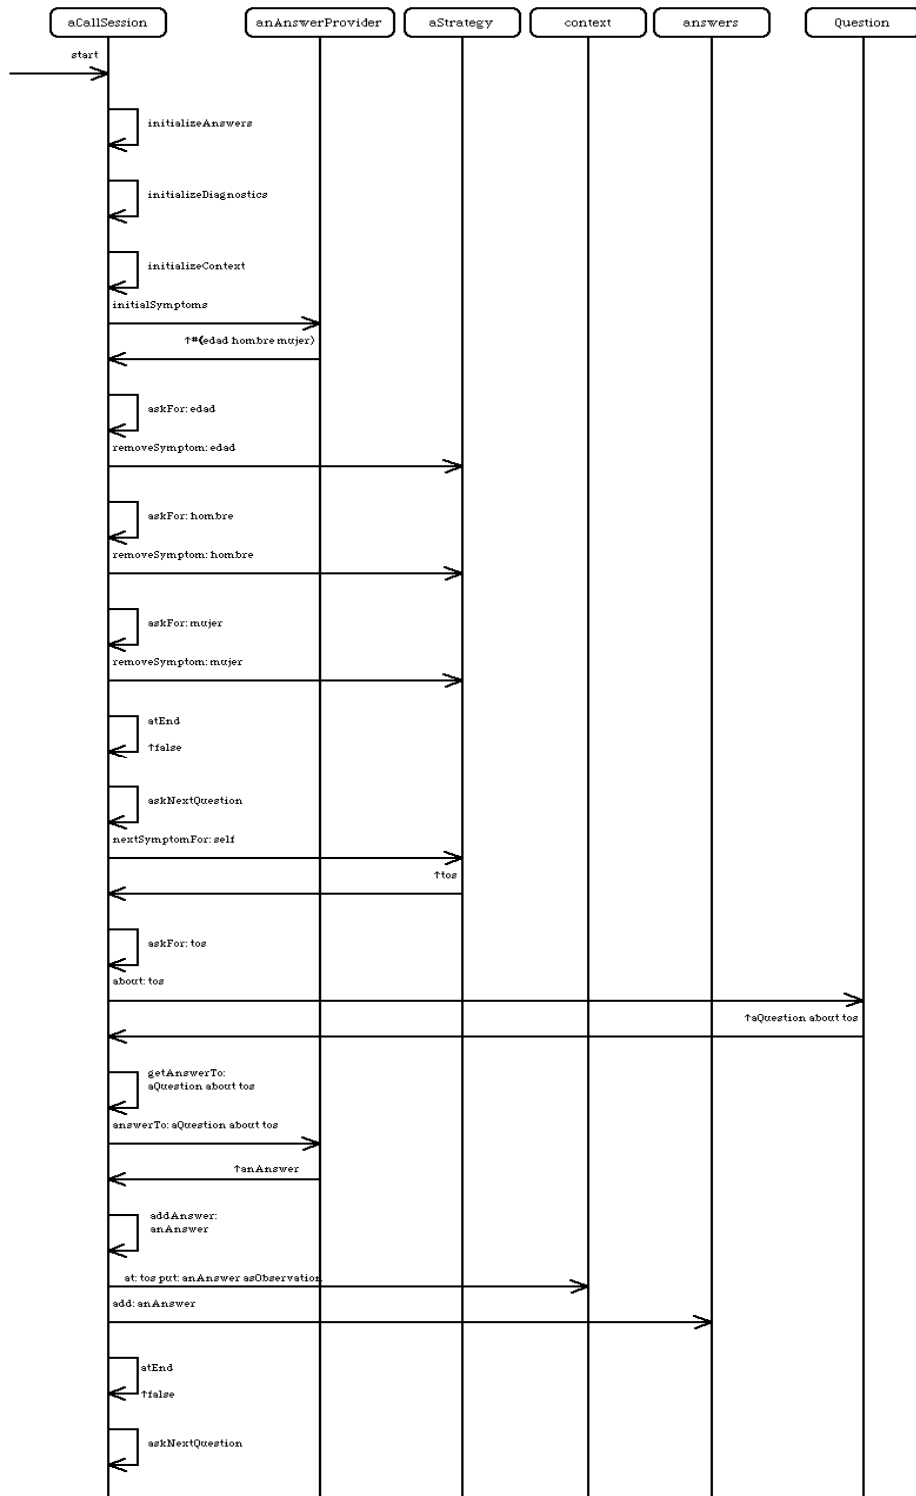 aCallSession
anAnswerProvider
aStrategy
context
answers
Question
start
initializeAnswers
initializeDiagnostics
initializeContext
initialSymptoms
↑#(edad hombre mujer)
askFor: edad
removeSymptom: edad
askFor: hombre
removeSymptom: hombre
askFor: mujer
removeSymptom: mujer
atEnd
↑false
askNextQuestion
nextSymptomFor: self
↑tos
askFor: tos
about: tos
↑aQuestion about tos
getAnswerTo:
aQuestion about tos
answerTo: aQuestion about tos
↑anAnswer
addAnswer:
anAnswer
at: tos put: anAnswer asObservation
add: anAnswer
atEnd
↑false
askNextQuestion